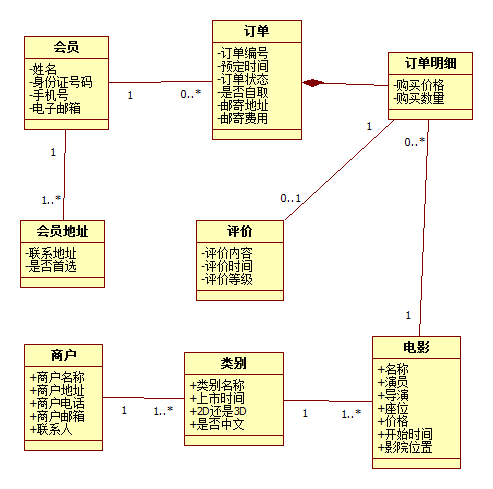 会员
-姓名
-身份证号码
-手机号
-电子邮箱
订单
-订单编号
-预定时间
-订单状态
-是否自取
-邮寄地址
-邮寄费用
订单明细
-购买价格
-购买数量
1
0..*
1
1..*
1
0..1
0..*
1
会员地址
-联系地址
-是否首选
评价
-评价内容
-评价时间
-评价等级
商户
+商户名称
+商户地址
+商户电话
+商户邮箱
+联系人
1
1..*
类别
+类别名称
+上市时间
+2D还是3D
+是否中文
1
1..*
电影
+名称
+演员
+导演
+座位
+价格
+开始时间
+影院位置